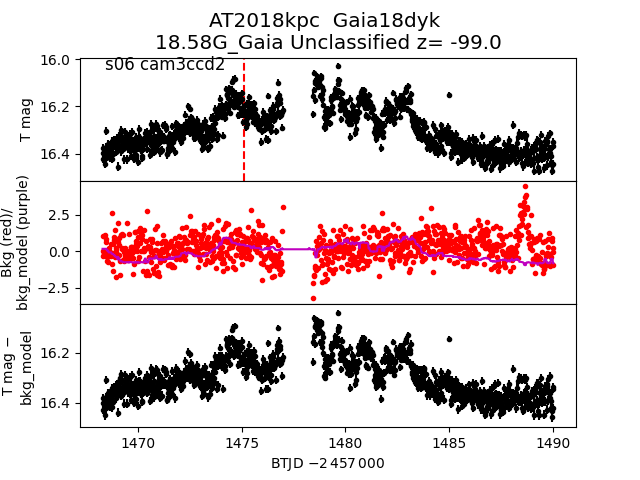 AT2018kpc  Gaia18dyk
18.58G_Gaia Unclassified z= -99.0
s06 cam3ccd2
T mag
16.0
16.2
16.4
Bkg (red)/
bkg_model (purple)
2.5
0.0
−2.5
T mag −
bkg_model
16.2
16.4
1470 1475 1480 1485 1490
BTJD −2 457 000